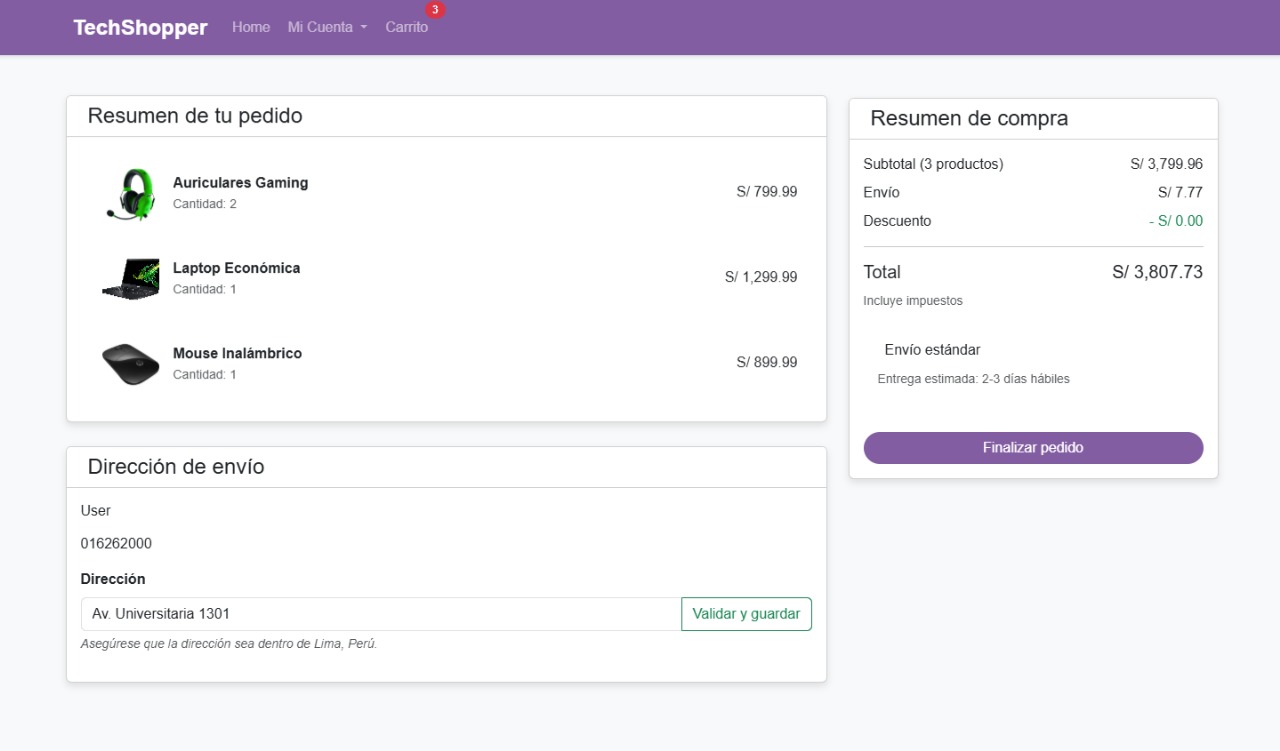 TechShopper Home Mi Cuenta Carrito 3
Resumen de tu pedido
Auriculares Gaming
Cantidad: 2
S/ 799.99
Laptop Económica
Cantidad: 1
S/ 1,299.99
Mouse Inalámbrico
Cantidad: 1
S/ 899.99
Dirección de envío
User
016262000
Dirección
Av. Universitaria 1301 Validar y guardar
Asegúrese que la dirección sea dentro de Lima, Perú.
Resumen de compra
Subtotal (3 productos) S/ 3,799.96
Envío S/ 7.77
Descuento - S/ 0.00
Total S/ 3,807.73
Incluye impuestos
Envío estándar
Entrega estimada: 2-3 días hábiles
Finalizar pedido